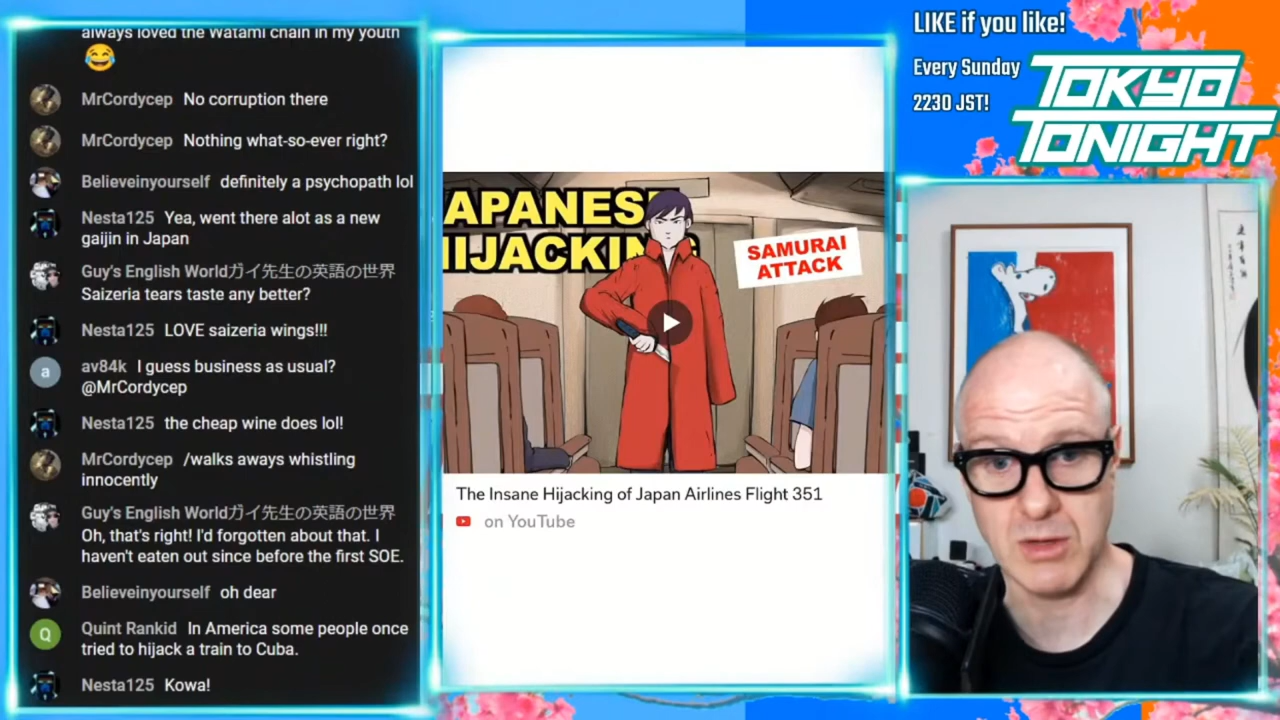 always loved the Watami chain in my youth
MrCordycep No corruption there
MrCordycep Nothing what-so-ever right?
Believeinyourself definitely a psychopath lol
Nesta125 Yea, went there alot as a new
gaijin in Japan
Guy's English Worldガイ先生の英語の世界
Saizeria tears taste any better?
Nesta125 LOVE saizeria wings!!!
a av84k I guess business as usual?
@MrCordycep
Nesta125 the cheap wine does lol!
MrCordycep /walks aways whistling
innocently
Guy's English Worldガイ先生の英語の世界
Oh, that's right! I'd forgotten about that. I
haven't eaten out since before the first SOE.
Believeinyourself oh dear
Q Quint Rankid In America some people once
tried to hijack a train to Cuba.
Nesta125 Kowa!
APANES
HIJACKING
SAMURAI
ATTACK
The Insane Hijacking of Japan Airlines Flight 351
on YouTube
LIKE if you like!
Every Sunday
2230 JST!
TOKYO
TONIGHT